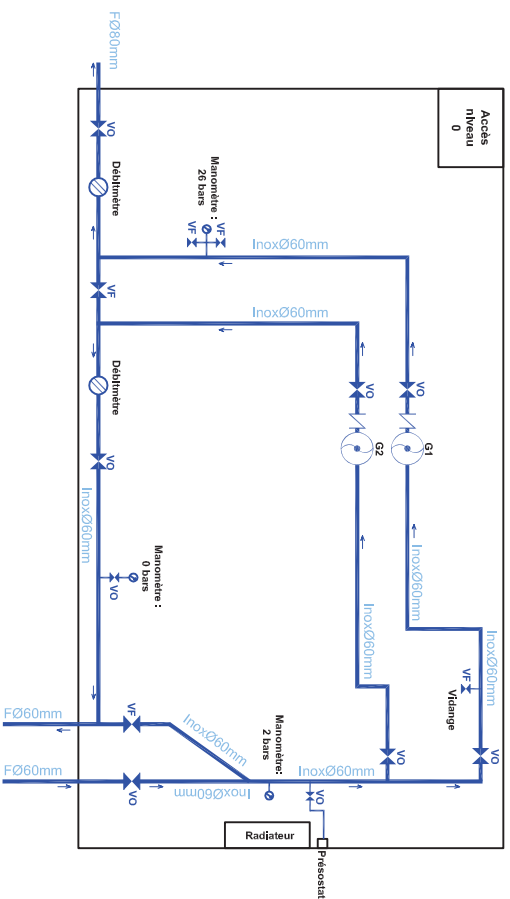 FØ80mm
Accès
niveau
0
VO
Débitmètre
Manomètre :
26 bars
VF
VF
InoxØ60mm
VF
InoxØ60mm
Débitmètre
VO
VO
G2
G1
VO
InoxØ60mm
Manomètre :
0 bars
VO
InoxØ60mm
InoxØ60mm
InoxØ60mm
VF
Vidange
FØ60mm
VF
InoxØ60mm
Manomètre:
2 bars
VO
VO
FØ60mm
VO
InoxØ60mm
InoxØ60mm
VO
Radiateur
Présostat